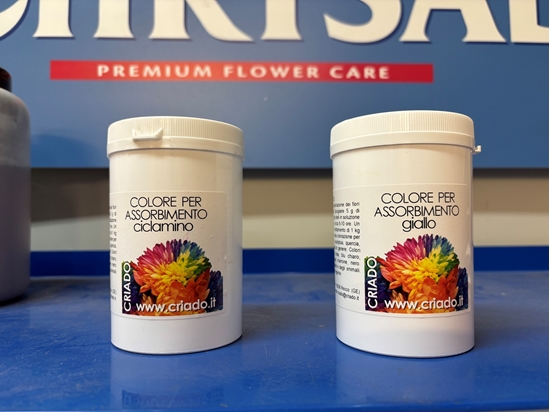 CHRYSAL
PREMIUM FLOWER CARE
COLORE PER
ASSORBIMENTO
ciclamino
CRIADO
www.criado.it
COLORE PER
ASSORBIMENTO
giallo
CRIADO
www.criado.it